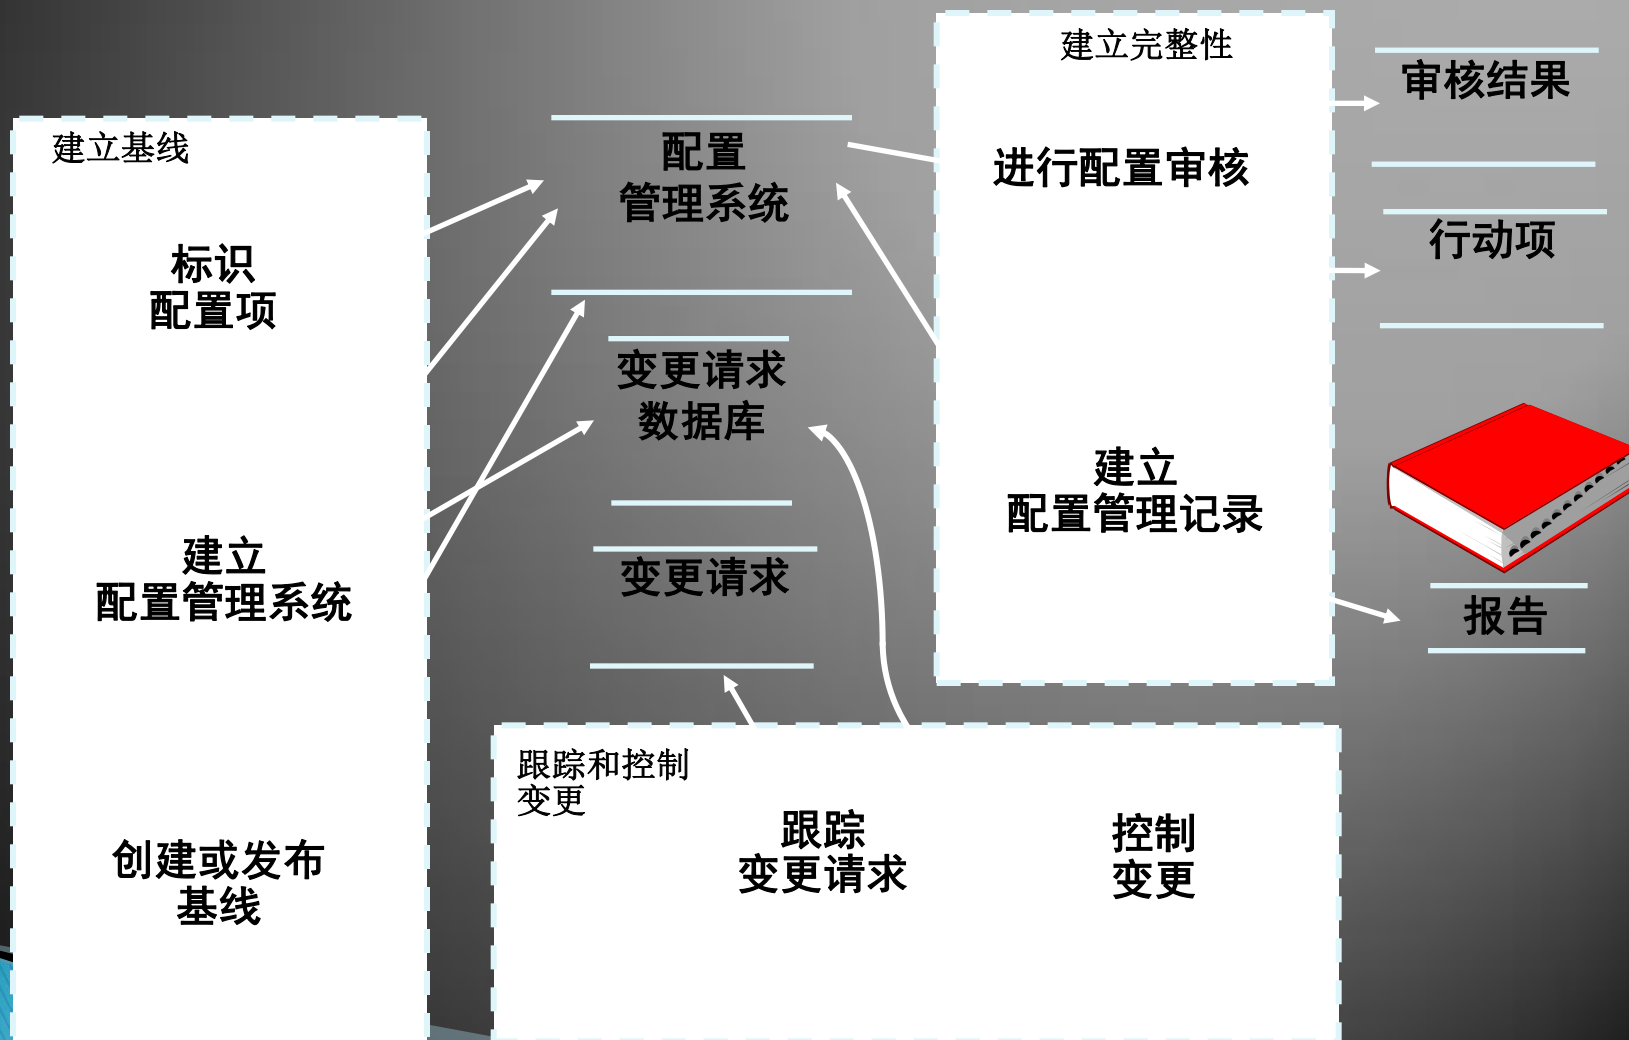 建立基线
标识
配置项
建立
配置管理系统
创建或发布
基线
配置
管理系统
变更请求
数据库
变更请求
建立完整性
进行配置审核
建立
配置管理记录
审核结果
行动项
报告
跟踪和控制
变更
跟踪
变更请求
控制
变更